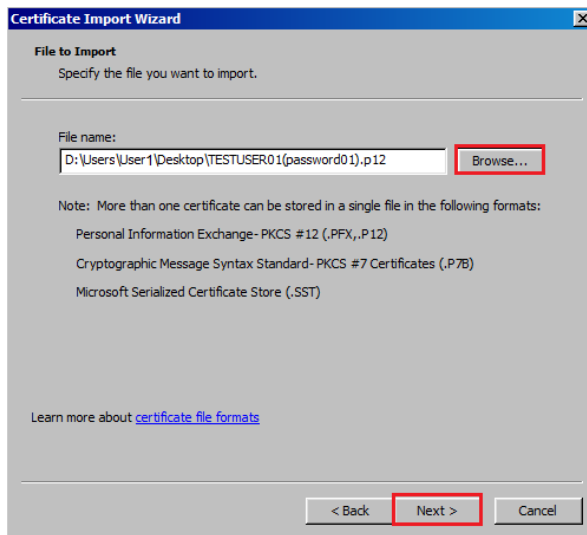 Certificate Import Wizard
File to Import
Specify the file you want to import.
File name:
D:\Users\User1\Desktop\TESTUSER01(password01).p12
Browse...
Note: More than one certificate can be stored in a single file in the following formats:
Personal Information Exchange- PKCS #12 (.PFX,.P12)
Cryptographic Message Syntax Standard- PKCS #7 Certificates (.P7B)
Microsoft Serialized Certificate Store (.SST)
Learn more about certificate file formats
< Back Next > Cancel